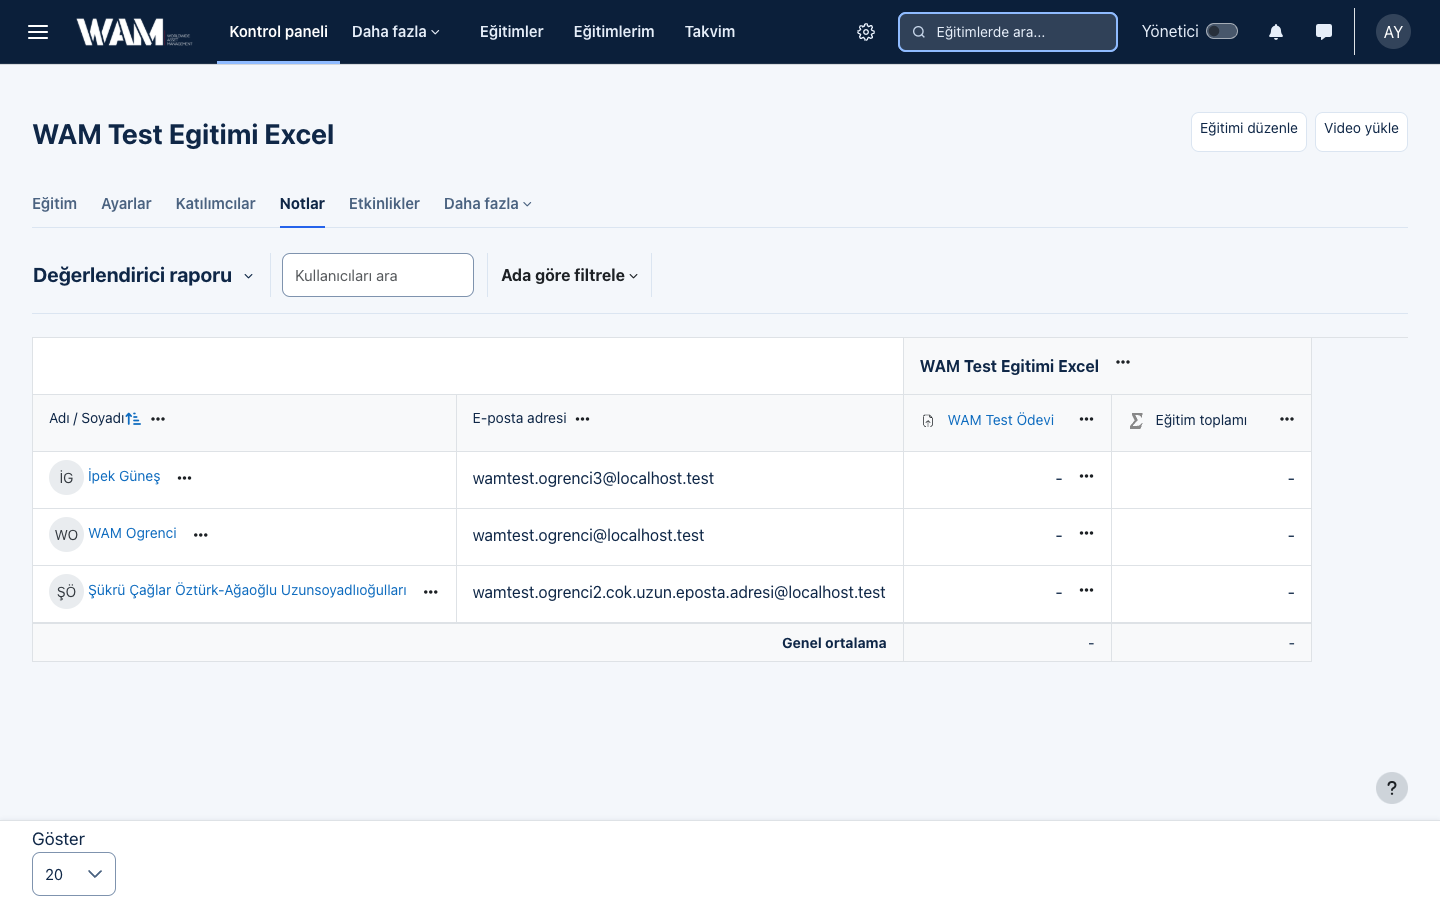 WAM WORLDWIDE ASSET MANAGEMENT Kontrol paneli Daha fazla Eğitimler Eğitimlerim Takvim Eğitimlerde ara... Yönetici AY
WAM Test Egitimi Excel
Eğitimi düzenle Video yükle
Eğitim Ayarlar Katılımcılar Notlar Etkinlikler Daha fazla
Değerlendirici raporu Kullanıcıları ara Ada göre filtrele
WAM Test Egitimi Excel
Adı / Soyadı E-posta adresi WAM Test Ödevi Eğitim toplamı
İG İpek Güneş wamtest.ogrenci3@localhost.test - -
WO WAM Ogrenci wamtest.ogrenci@localhost.test - -
ŞÖ Şükrü Çağlar Öztürk-Ağaoğlu Uzunsoyadlıoğulları wamtest.ogrenci2.cok.uzun.eposta.adresi@localhost.test - -
Genel ortalama - -
?
Göster
20